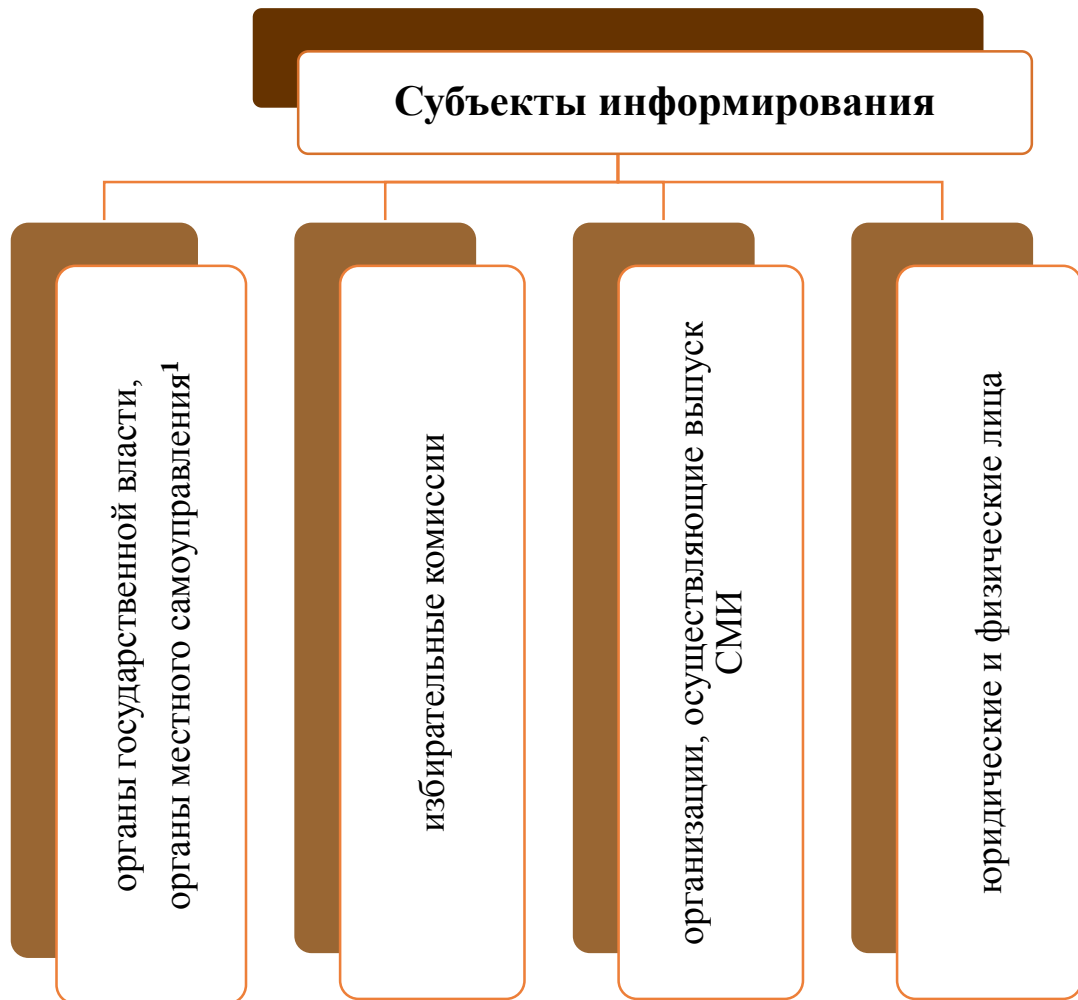 Субъекты информирования
органы государственной власти,
органы местного самоуправления¹
избирательные комиссии
организации, осуществляющие выпуск
СМИ
юридические и физические лица